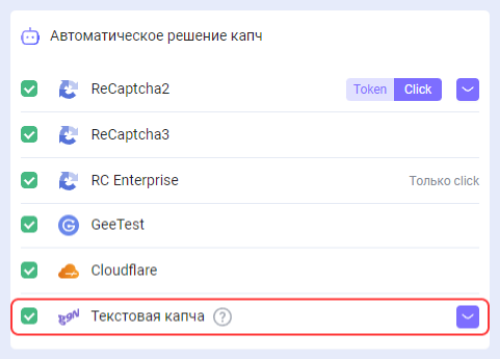 Автоматическое решение капч
ReCaptcha2 Token Click
ReCaptcha3
RC Enterprise Только click
GeeTest
Cloudflare
Текстовая капча ?